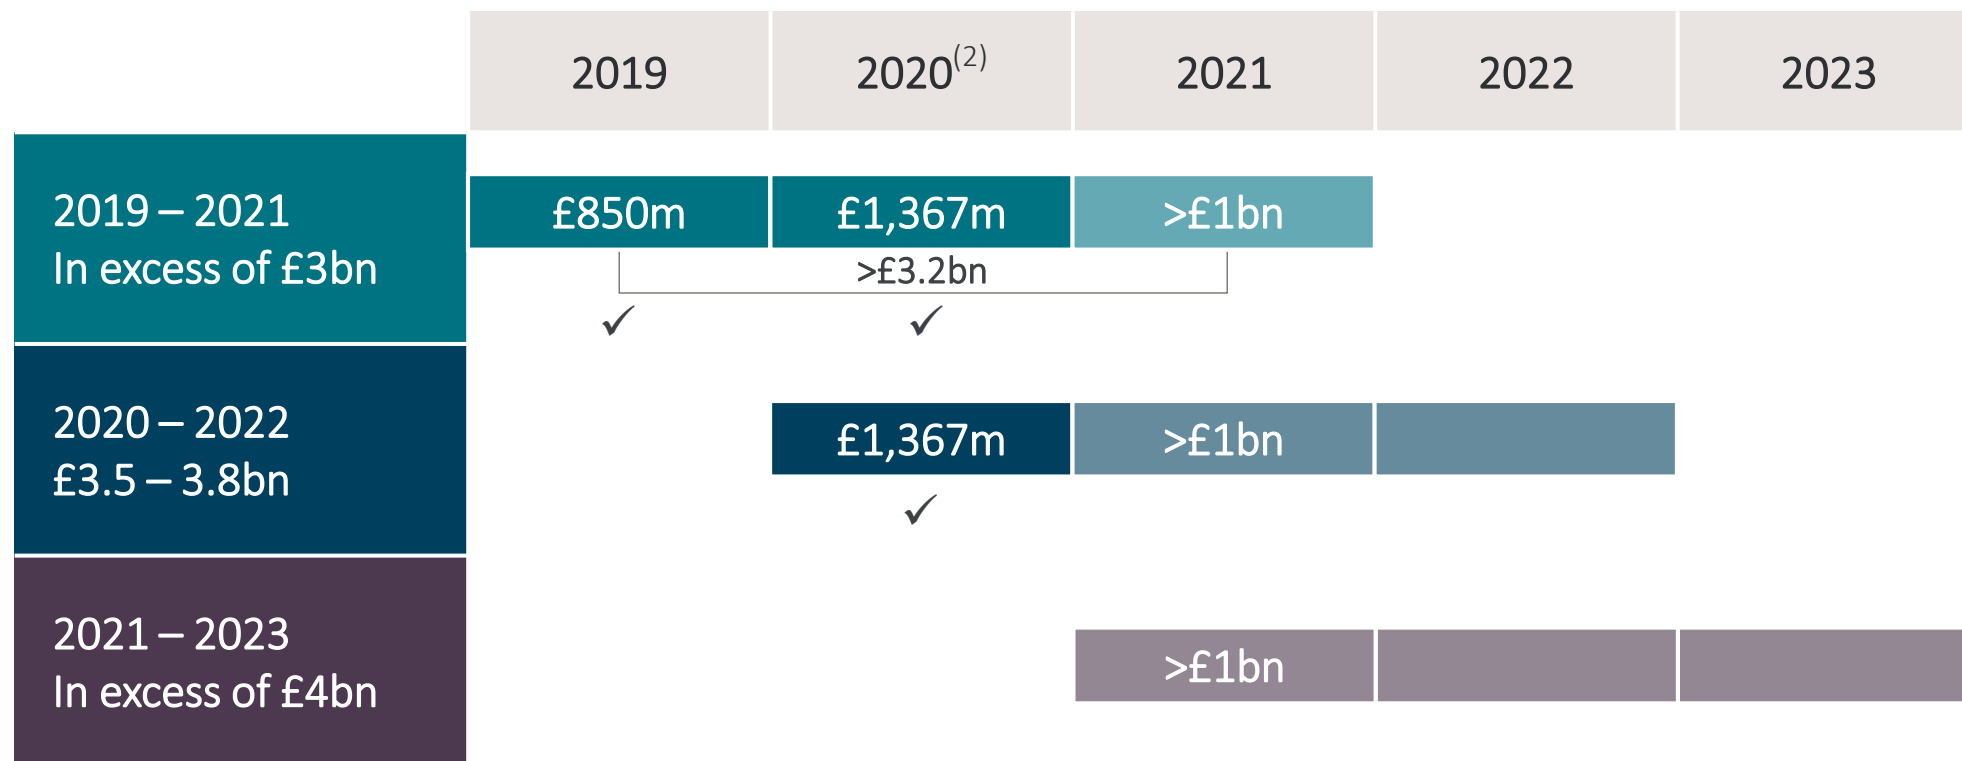 2019 2020(2) 2021 2022 2023
2019 – 2021
In excess of £3bn
£850m £1,367m >£1bn
>£3.2bn
✓ ✓
2020 – 2022
£3.5 – 3.8bn
£1,367m >£1bn
✓
2021 – 2023
In excess of £4bn
>£1bn